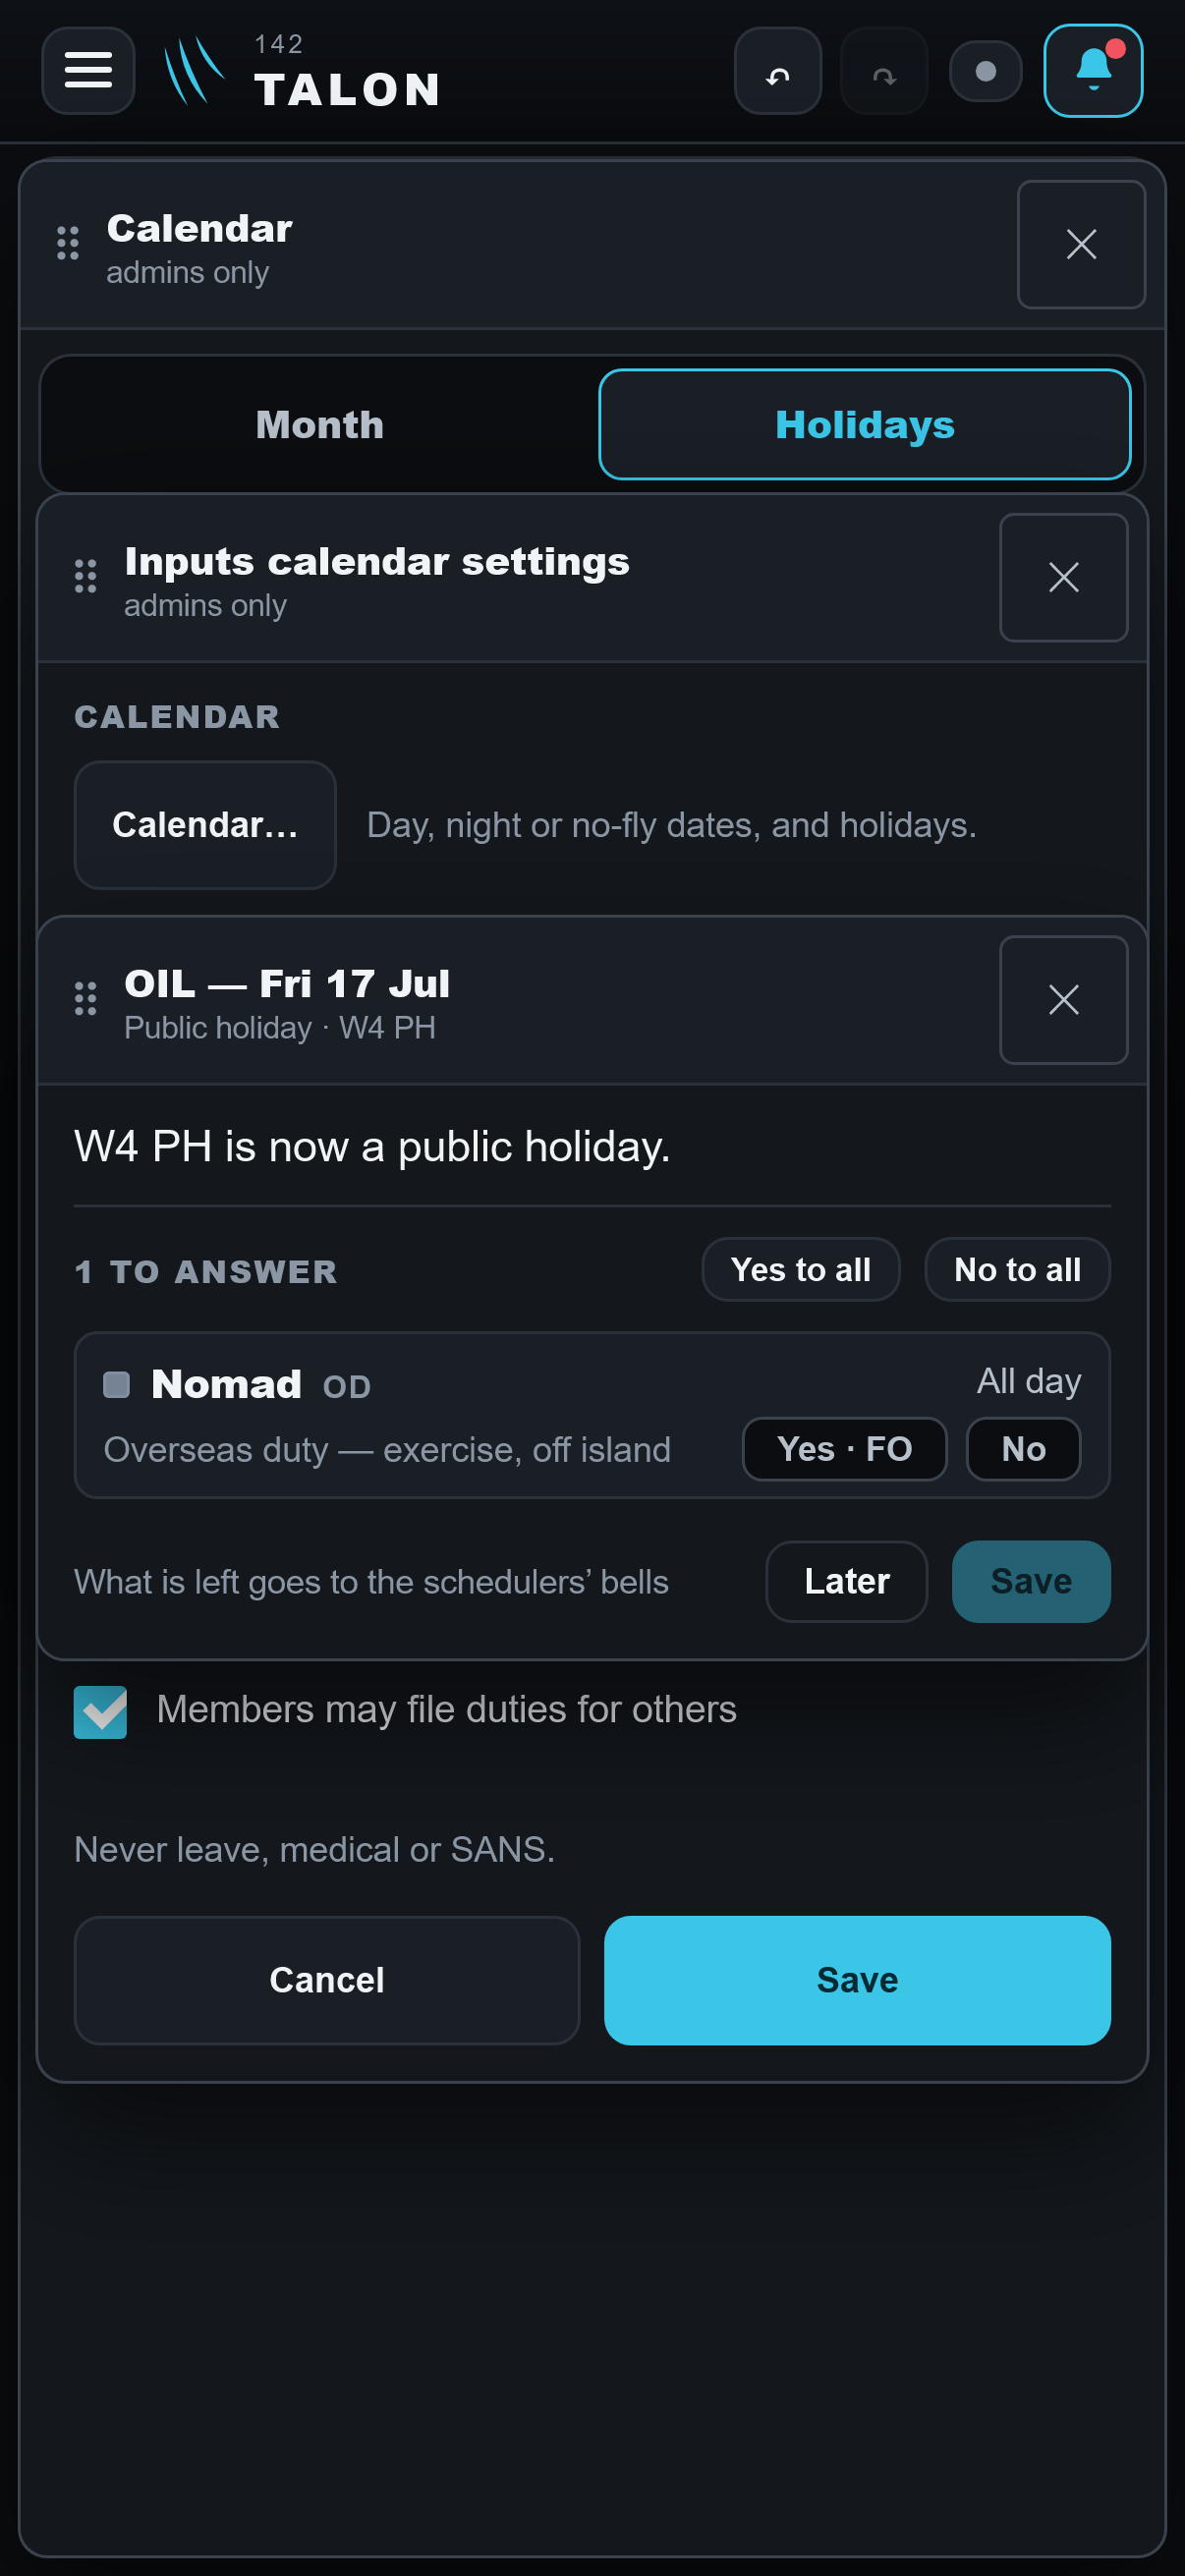 142
TALON
Calendar
admins only
Month
Holidays
Inputs calendar settings
admins only
CALENDAR
Calendar…
Day, night or no-fly dates, and holidays.
OIL — Fri 17 Jul
Public holiday · W4 PH
W4 PH is now a public holiday.
1 TO ANSWER
Yes to all
No to all
Nomad OD
All day
Overseas duty — exercise, off island
Yes · FO
No
What is left goes to the schedulers’ bells
Later
Save
Members may file duties for others
Never leave, medical or SANS.
Cancel
Save